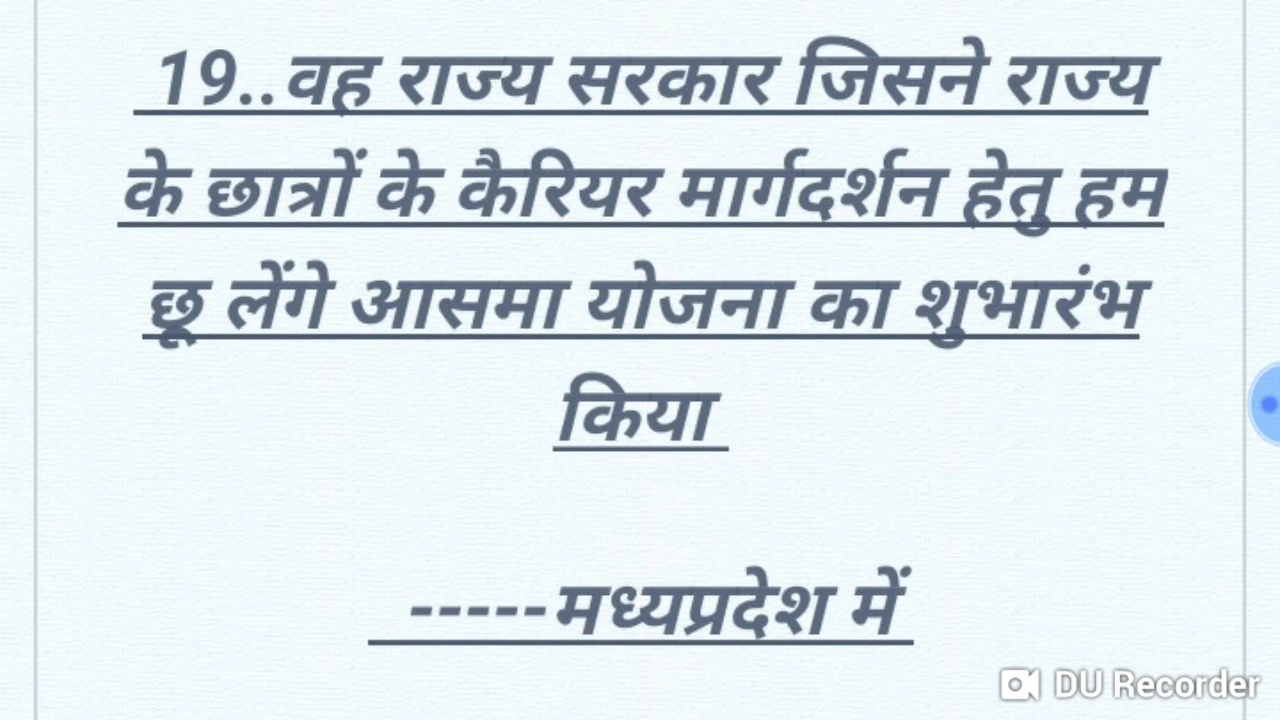 19..वह राज्य सरकार जिसने राज्य
के छात्रों के कैरियर मार्गदर्शन हेतु हम
छू लेंगे आसमा योजना का शुभारंभ
किया
-----मध्यप्रदेश में
DU Recorder